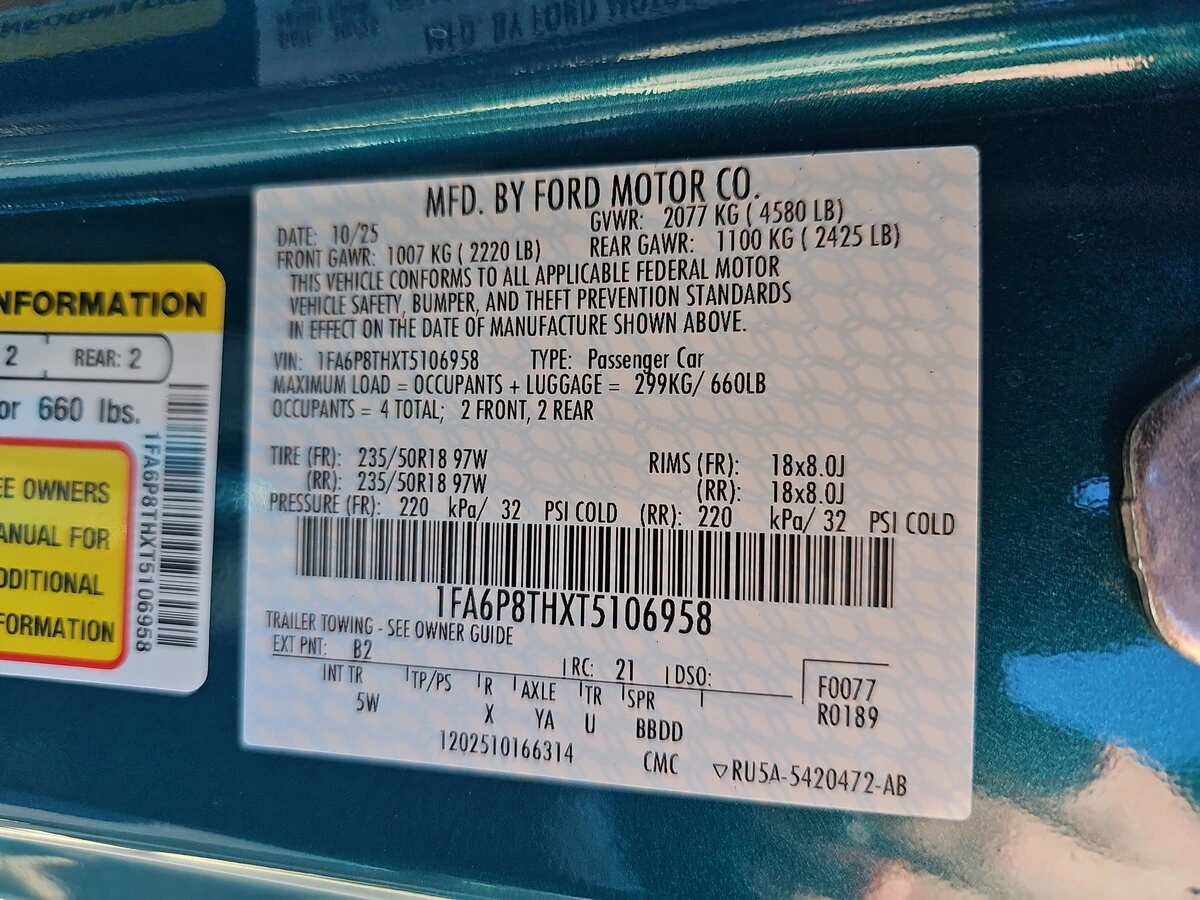 MFD. BY FORD MOTOR CO.
DATE: 10/25 GVWR: 2077 KG ( 4580 LB)
FRONT GAWR: 1007 KG ( 2220 LB) REAR GAWR: 1100 KG ( 2425 LB)
THIS VEHICLE CONFORMS TO ALL APPLICABLE FEDERAL MOTOR
VEHICLE SAFETY, BUMPER, AND THEFT PREVENTION STANDARDS
IN EFFECT ON THE DATE OF MANUFACTURE SHOWN ABOVE.
VIN: 1FA6P8THXT5106958 TYPE: Passenger Car
MAXIMUM LOAD = OCCUPANTS + LUGGAGE = 299KG/ 660LB
OCCUPANTS = 4 TOTAL; 2 FRONT, 2 REAR
TIRE (FR): 235/50R18 97W RIMS (FR): 18x8.0J
(RR): 235/50R18 97W (RR): 18x8.0J
PRESSURE (FR): 220 kPa/ 32 PSI COLD (RR): 220 kPa/ 32 PSI COLD
1FA6P8THXT5106958
TRAILER TOWING - SEE OWNER GUIDE
EXT PNT: B2 RC: 21 DSO:
INT TR TP/PS R AXLE TR SPR
5W X YA U BBDD
F0077
R0189
1202510166314 CMC ▽RU5A-5420472-AB
NFORMATION
2 REAR: 2
or 660 lbs.
EE OWNERS
ANUAL FOR
DDITIONAL
FORMATION
1FA6P8THXT5106958